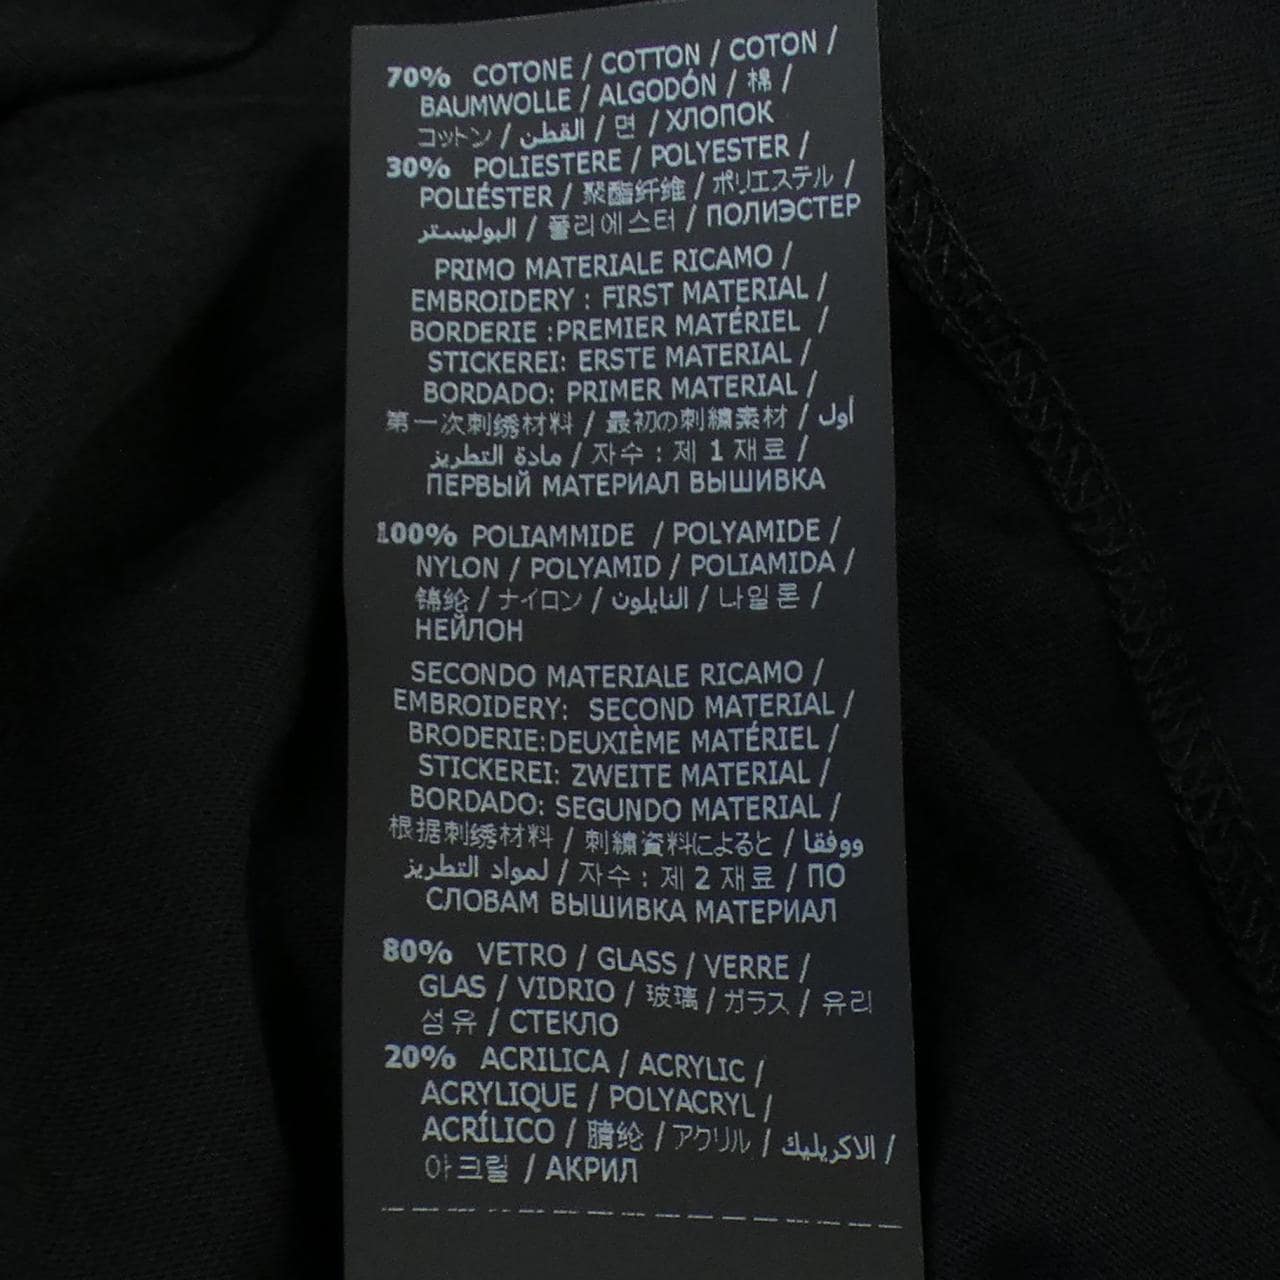 70% COTONE / COTTON / COTON /
BAUMWOLLE / ALGODÓN / 棉 /
コットン / القطن / 면 / ХЛОПОК
30% POLIESTERE / POLYESTER /
POLIÉSTER / 聚酯纤维 / ポリエステル /
البوليستر / 폴리에스터 / ПОЛИЭСТЕР
PRIMO MATERIALE RICAMO /
EMBROIDERY : FIRST MATERIAL /
BORDERIE :PREMIER MATÉRIEL /
STICKEREI: ERSTE MATERIAL /
BORDADO: PRIMER MATERIAL /
第一次刺绣材料 / 最初の刺繍素材 / أول
مادة التطريز / 자수 : 제 1 재료 /
ПЕРВЫЙ МАТЕРИАЛ ВЫШИВКА
100% POLIAMMIDE / POLYAMIDE /
NYLON / POLYAMID / POLIAMIDA /
锦纶 / ナイロン / النايلون / 나일론 /
НЕЙЛОН
SECONDO MATERIALE RICAMO /
EMBROIDERY: SECOND MATERIAL /
BRODERIE:DEUXIÈME MATÉRIEL /
STICKEREI: ZWEITE MATERIAL /
BORDADO: SEGUNDO MATERIAL /
根据刺绣材料 / 刺繍資料によると / ووفقا
لمواد التطريز / 자수 : 제 2 재료 / ПО
СЛОВАМ ВЫШИВКА МАТЕРИАЛ
80% VETRO / GLASS / VERRE /
GLAS / VIDRIO / 玻璃 / ガラス / 유리
섬유 / СТЕКЛО
20% ACRILICA / ACRYLIC /
ACRYLIQUE / POLYACRYL /
ACRÍLICO / 腈纶 / アクリル / الاكريليك /
아크릴 / АКРИЛ